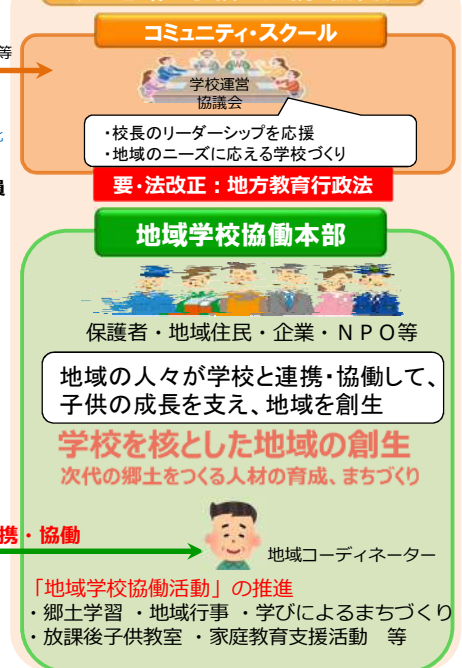 コミュニティ・スクール
等
学校運営
協議会
・校長のリーダーシップを応援
・地域のニーズに応える学校づくり
要・法改正：地方教育行政法
地域学校協働本部
保護者・地域住民・企業・ＮＰＯ等
地域の人々が学校と連携・協働して、
子供の成長を支え、地域を創生
学校を核とした地域の創生
次代の郷土をつくる人材の育成、まちづくり
携・協働
地域コーディネーター
「地域学校協働活動」の推進
・郷土学習 ・地域行事 ・学びによるまちづくり
・放課後子供教室 ・家庭教育支援活動　等